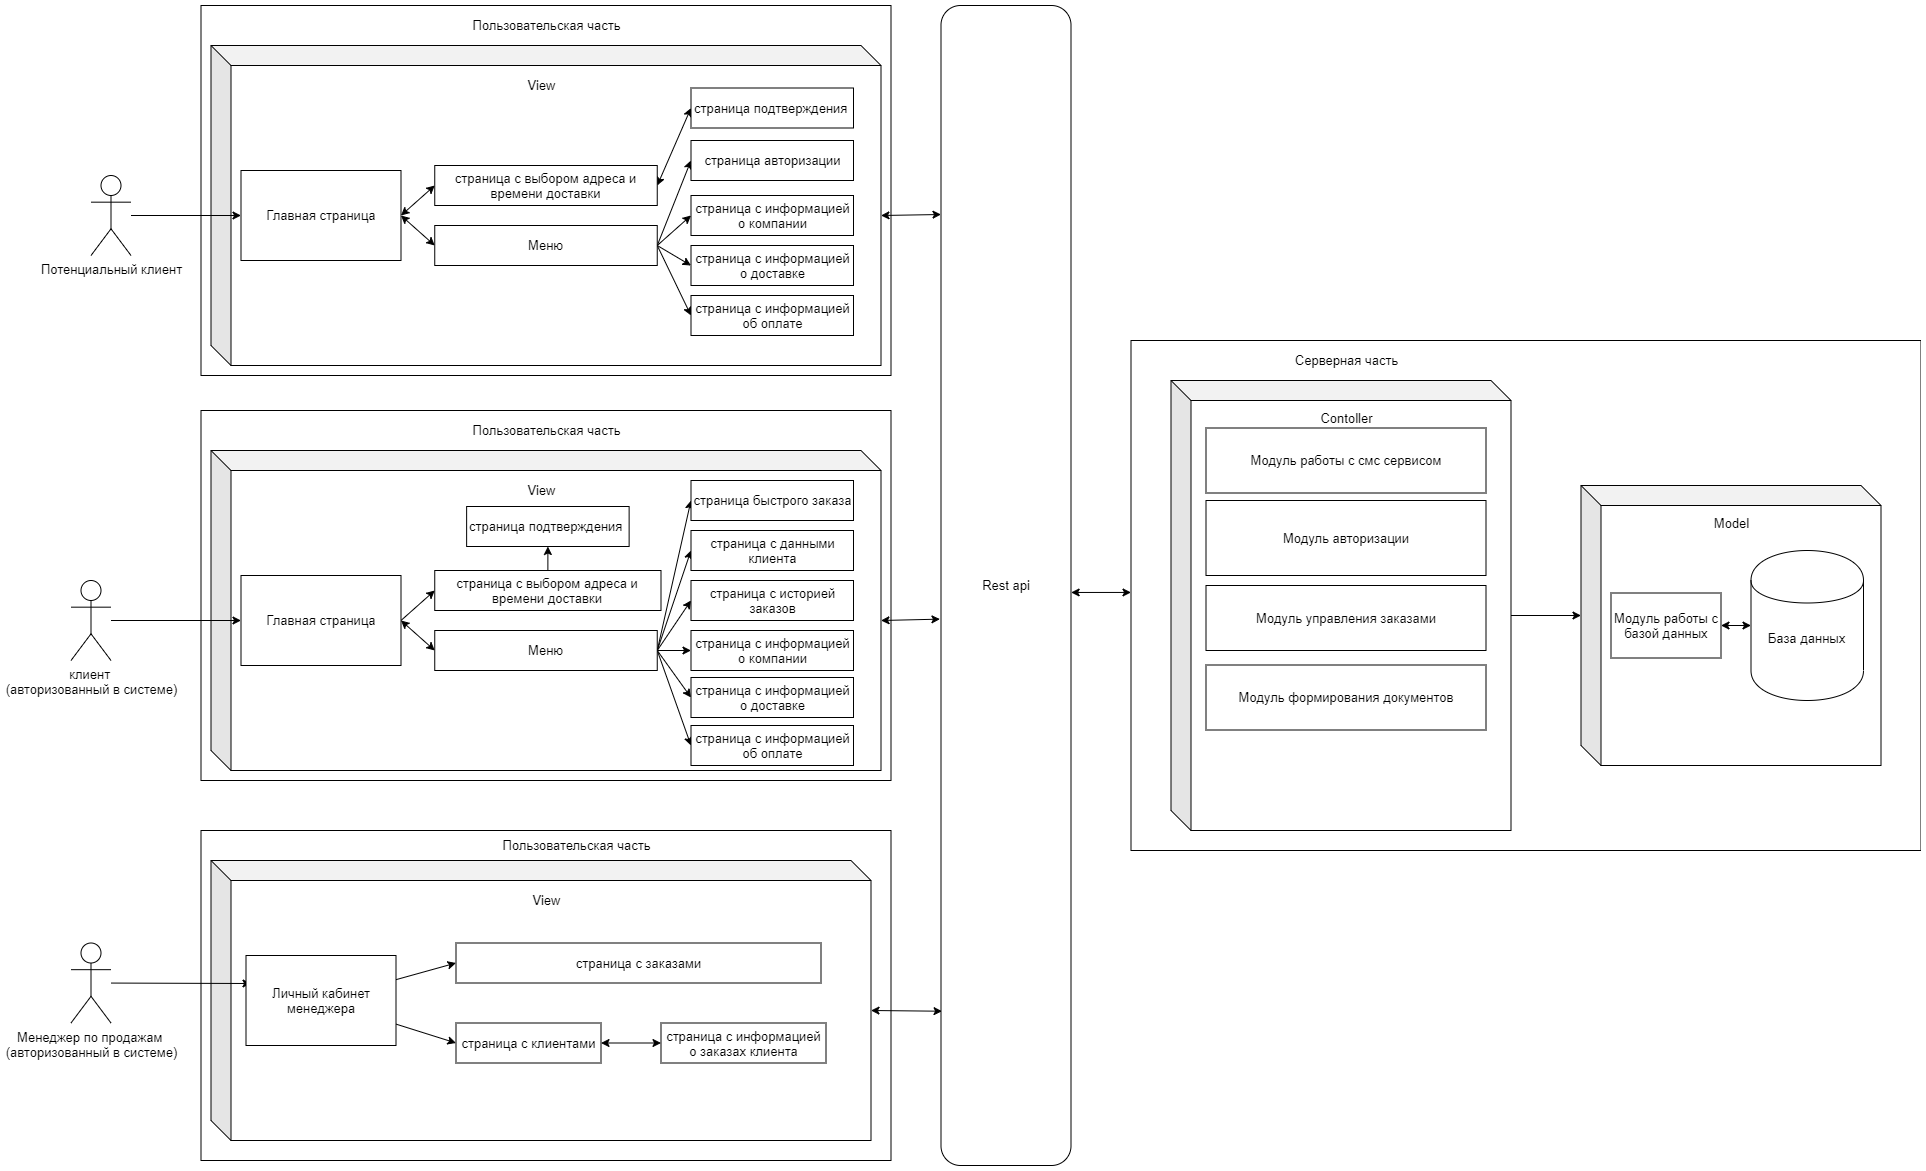 Пользовательская часть
View
страница подтверждения
страница авторизации
страница с выбором адреса и
времени доставки
Главная страница
страница с информацией
о компании
Меню
страница с информацией
о доставке
страница с информацией
об оплате
Потенциальный клиент
Пользовательская часть
View
страница быстрого заказа
страница подтверждения
страница с данными
клиента
страница с выбором адреса и
времени доставки
страница с историей
заказов
Главная страница
Меню
страница с информацией
о компании
страница с информацией
о доставке
страница с информацией
об оплате
клиент
(авторизованный в системе)
Пользовательская часть
View
страница с заказами
Личный кабинет
менеджера
страница с клиентами
страница с информацией
о заказах клиента
Менеджер по продажам
(авторизованный в системе)
Rest api
Серверная часть
Contoller
Модуль работы с смс сервисом
Модуль авторизации
Модуль управления заказами
Модуль формирования документов
Model
Модуль работы с
базой данных
База данных